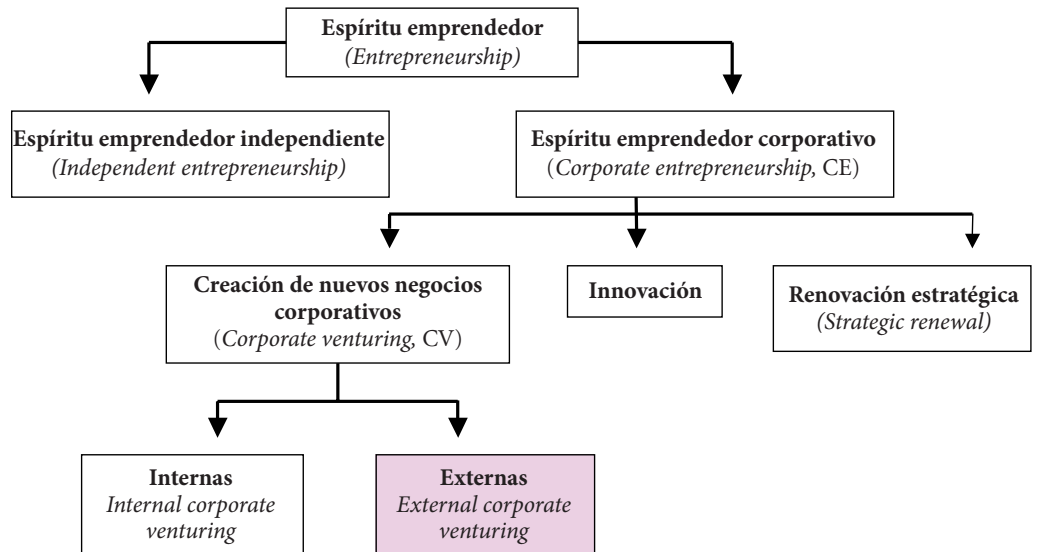 Espíritu emprendedor
(Entrepreneurship)
Espíritu emprendedor independiente
(Independent entrepreneurship)
Espíritu emprendedor corporativo
(Corporate entrepreneurship, CE)
Creación de nuevos negocios
corporativos
(Corporate venturing, CV)
Innovación
Renovación estratégica
(Strategic renewal)
Internas
Internal corporate
venturing
Externas
External corporate
venturing